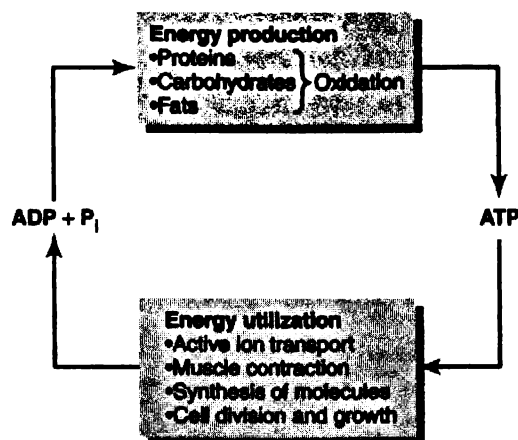 Energy production
•Proteins
•Carbohydrates } Oxidation
•Fats
ADP + Pi
ATP
Energy utilization
•Active ion transport
•Muscle contraction
•Synthesis of molecules
•Cell division and growth